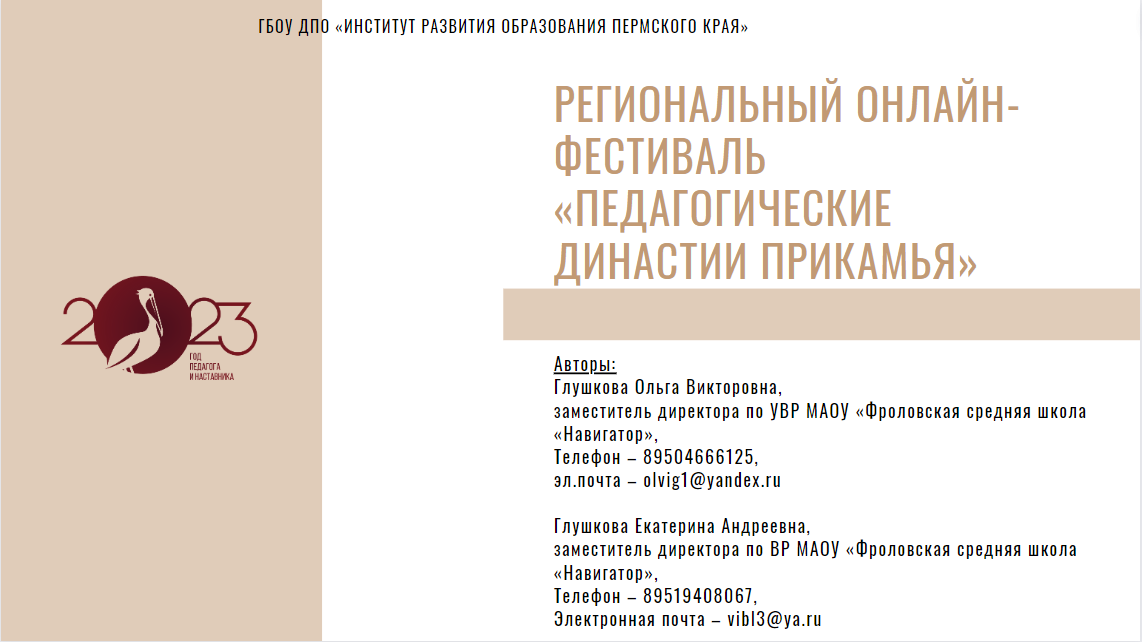 ГБОУ ДПО «ИНСТИТУТ РАЗВИТИЯ ОБРАЗОВАНИЯ ПЕРМСКОГО КРАЯ»
РЕГИОНАЛЬНЫЙ ОНЛАЙН-
ФЕСТИВАЛЬ
«ПЕДАГОГИЧЕСКИЕ
ДИНАСТИИ ПРИКАМЬЯ»
2023
ГОД
ПЕДАГОГА
И НАСТАВНИКА
Авторы:
Глушкова Ольга Викторовна,
заместитель директора по УВР МАОУ «Фроловская средняя школа
«Навигатор»,
Телефон – 89504666125,
эл.почта – olvig1@yandex.ru
Глушкова Екатерина Андреевна,
заместитель директора по ВР МАОУ «Фроловская средняя школа
«Навигатор»,
Телефон – 89519408067,
Электронная почта – vibl3@ya.ru